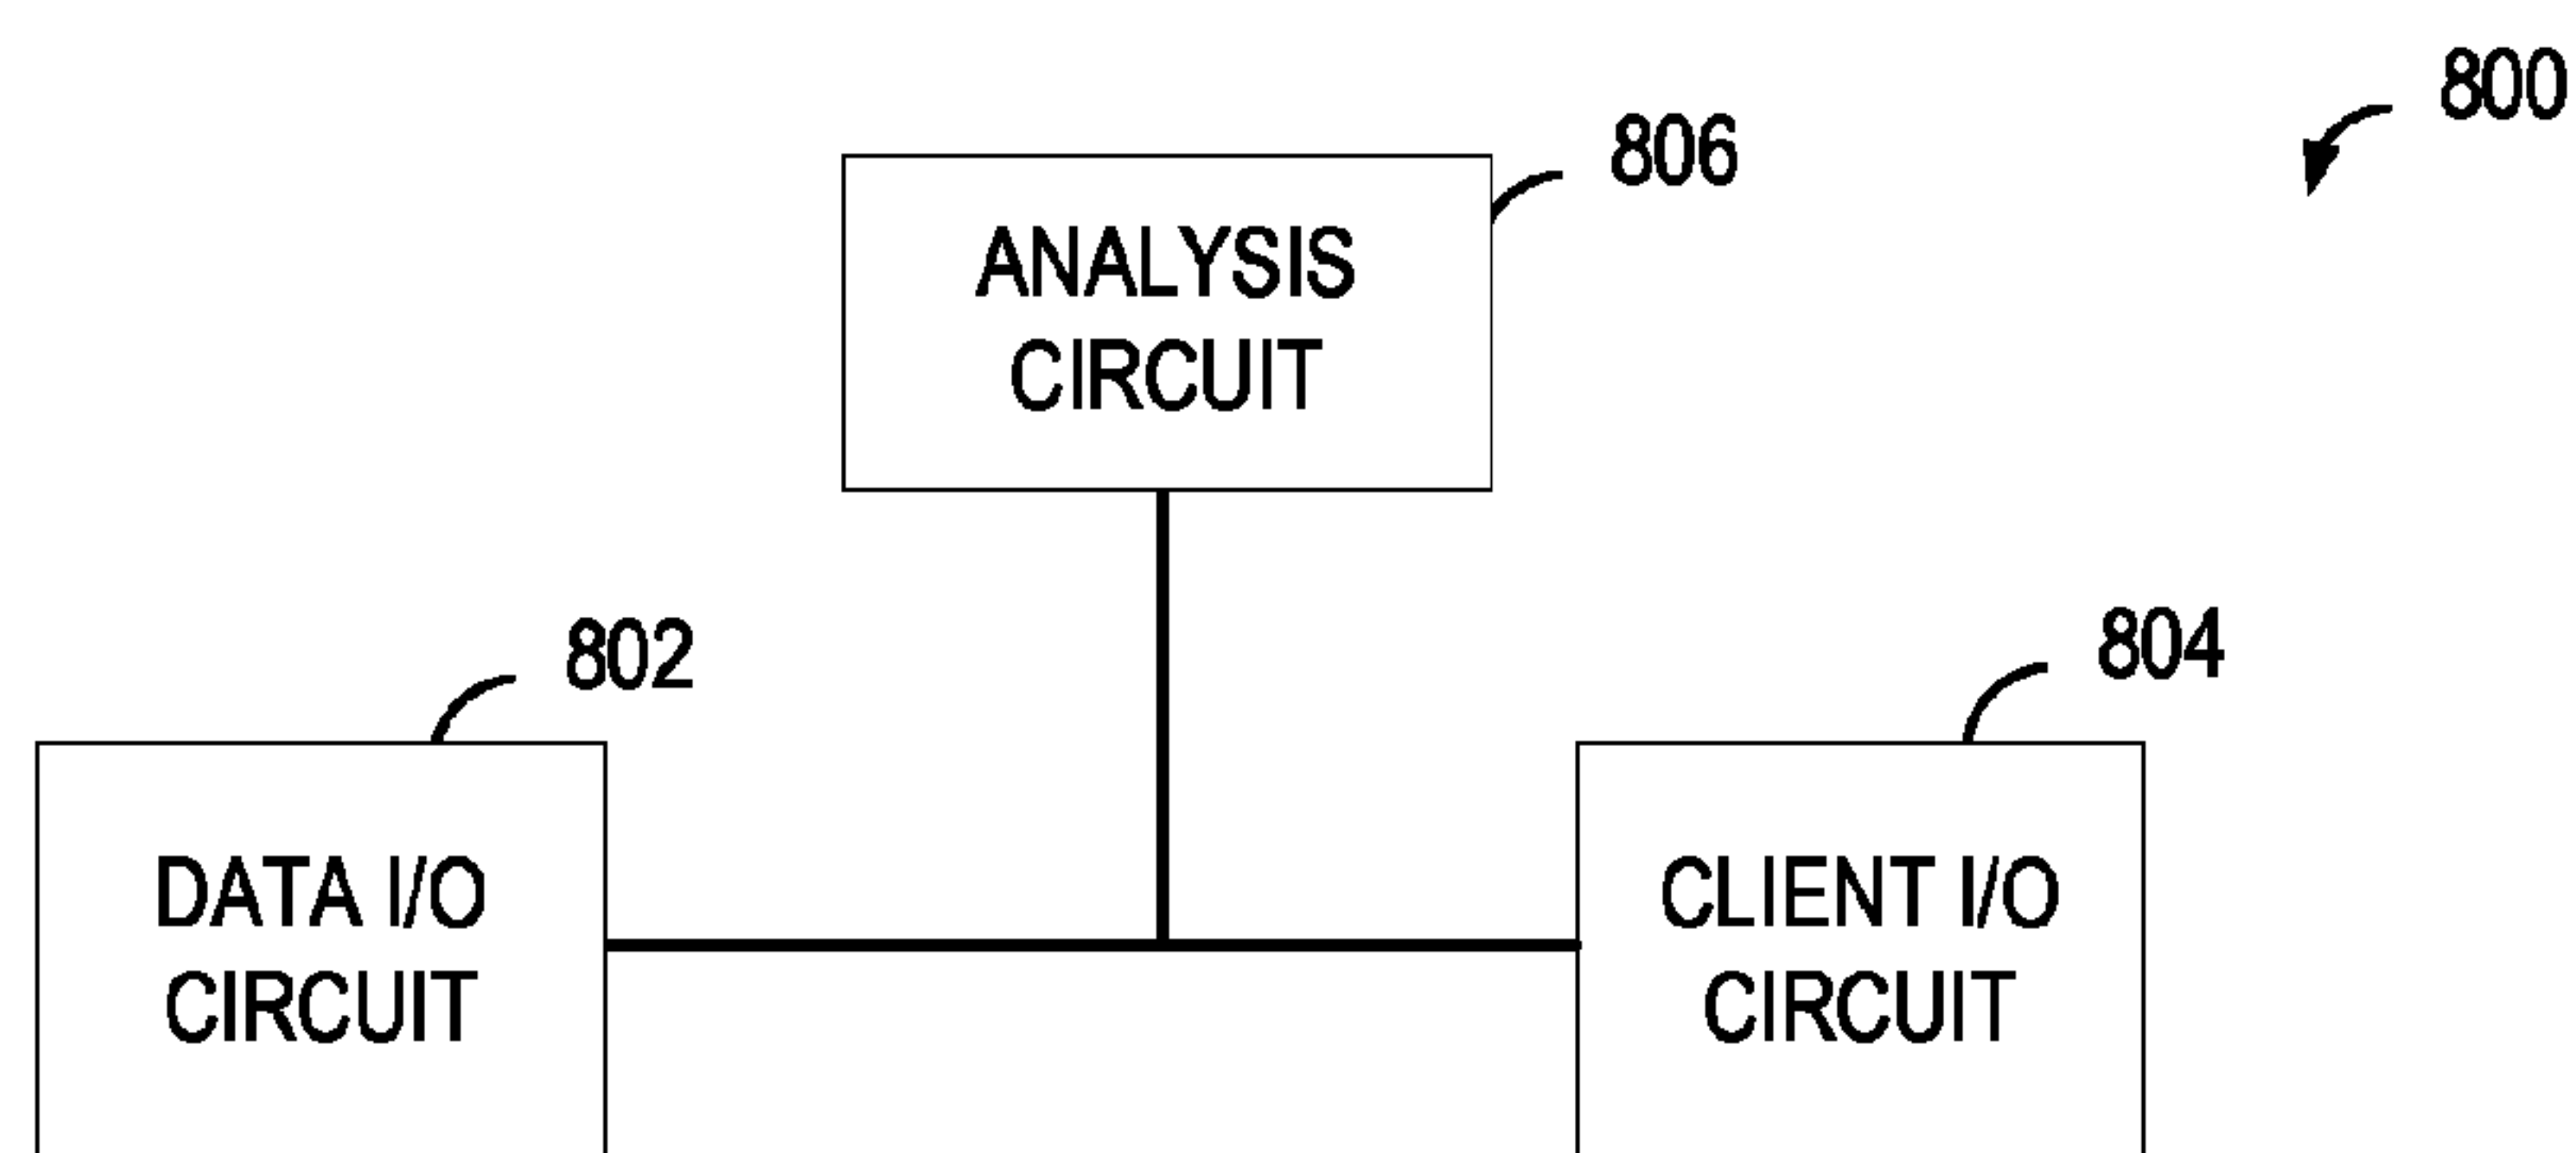 800
806
ANALYSIS
CIRCUIT
802
804
DATA I/O
CIRCUIT
CLIENT I/O
CIRCUIT